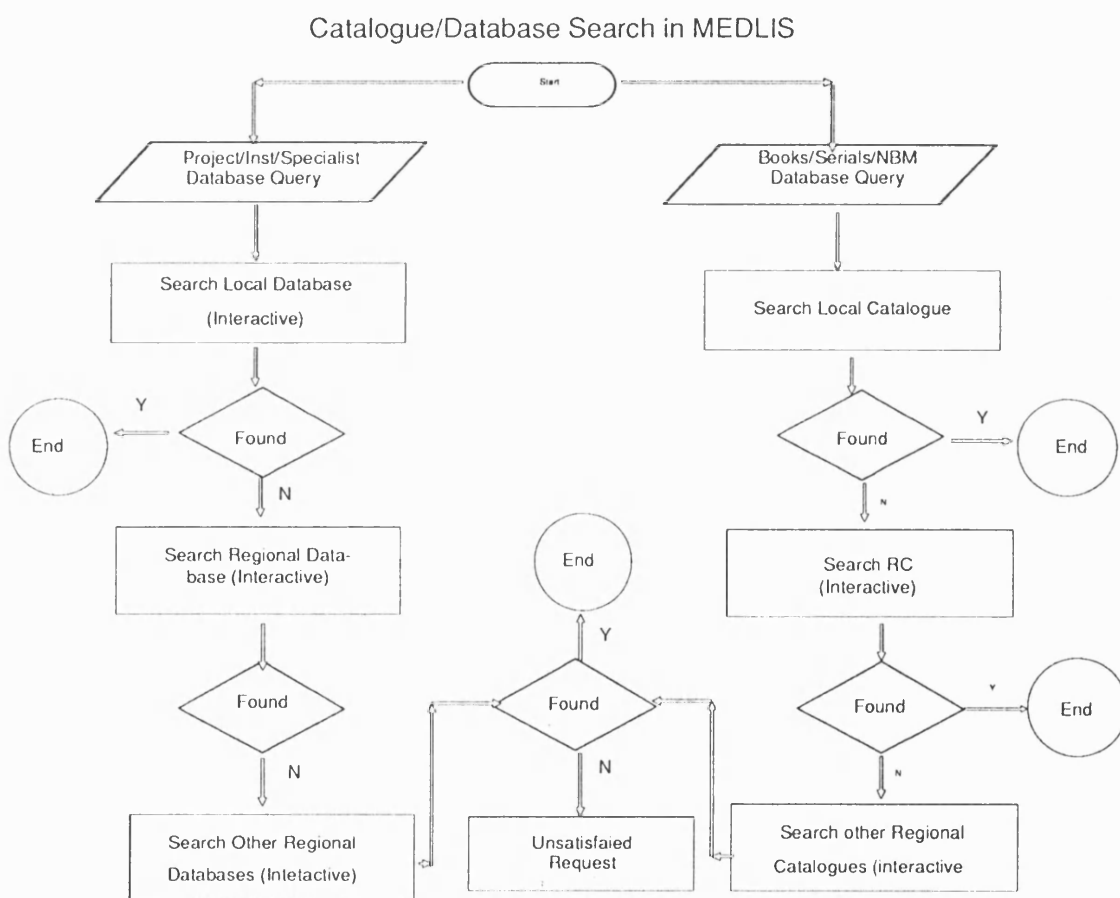 Catalogue/Database Search in MEDLIS
Start
Project/Inst/Specialist
Database Query
Books/Serials/NBM
Database Query
Search Local Database
(Interactive)
Search Local Catalogue
Y
Found
End
N
Found
Y
End
N
Search Regional Data-
base (Interactive)
End
Search RC
(Interactive)
Y
Found
N
Found
N
Found
Y
End
N
Search Other Regional
Databases (Intetactive)
Unsatisfaied
Request
Search other Regional
Catalogues (interactive